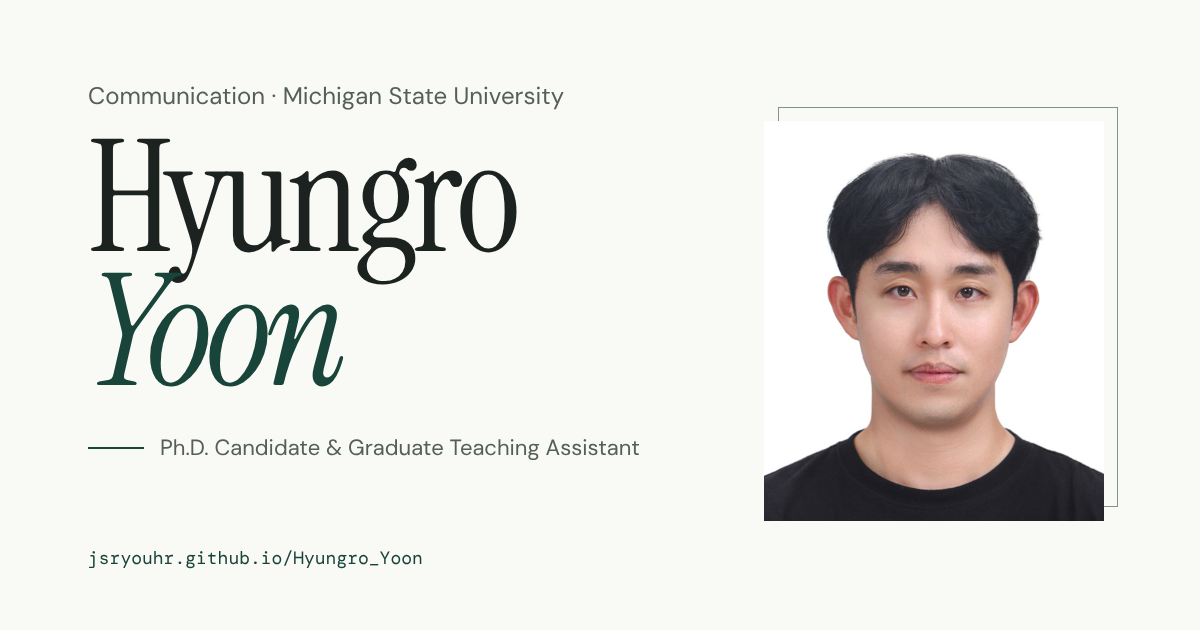 Communication · Michigan State University
Hyungro
Yoon
Ph.D. Candidate & Graduate Teaching Assistant
jsryouhr.github.io/Hyungro_Yoon